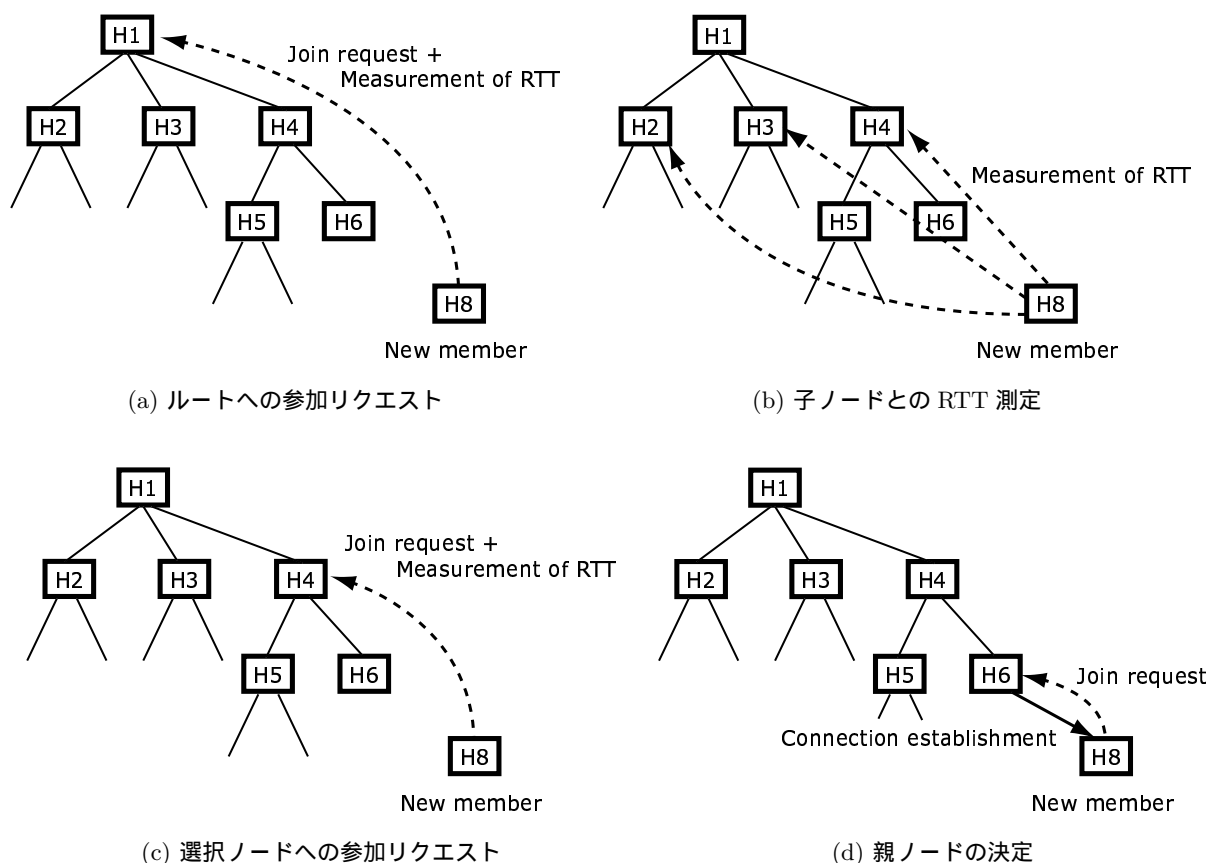 H1
Join request +
Measurement of RTT
H2
H3
H4
H5
H6
H8
New member
(a) ルートへの参加リクエスト
H1
H2
H3
H4
Measurement of RTT
H5
H6
H8
New member
(b) 子ノードとの RTT 測定
H1
Join request +
Measurement of RTT
H2
H3
H4
H5
H6
H8
New member
(c) 選択ノードへの参加リクエスト
H1
H2
H3
H4
H5
H6
Join request
Connection establishment
H8
New member
(d) 親ノードの決定